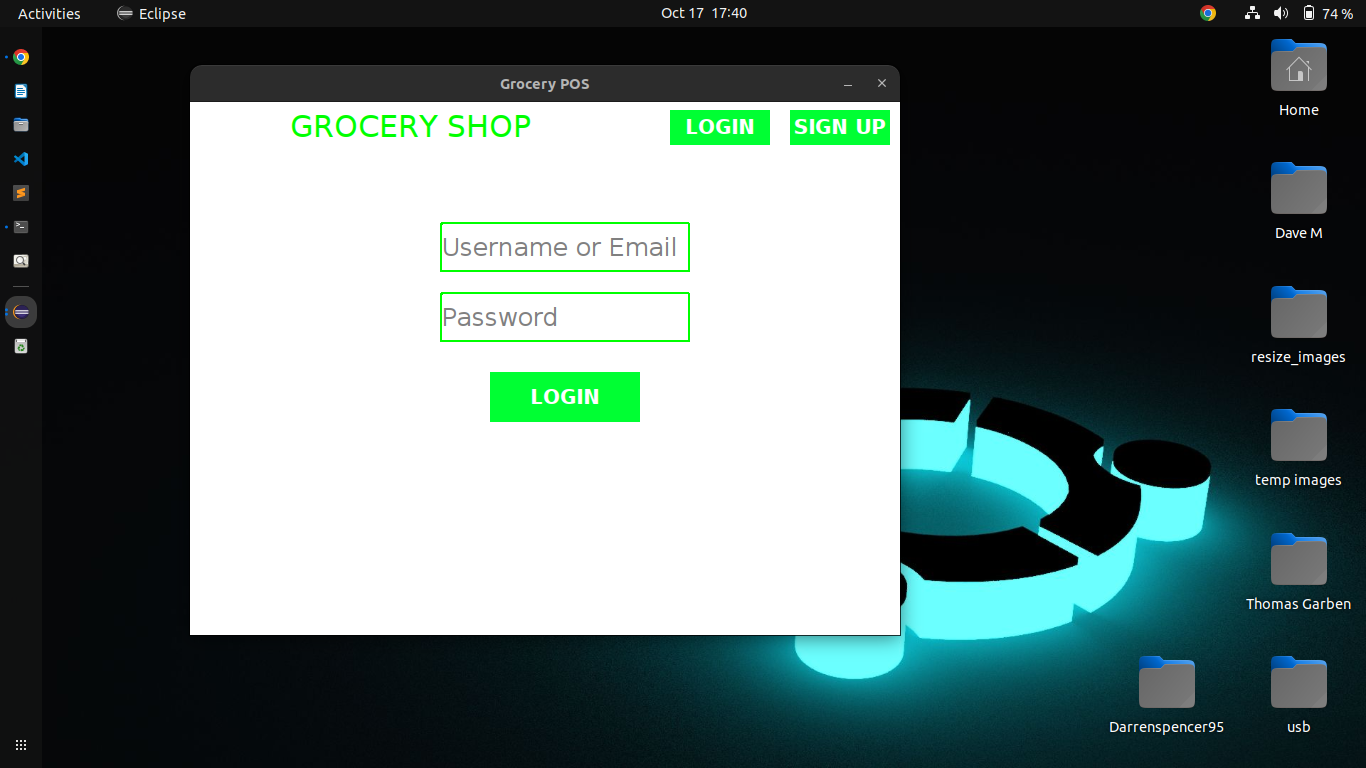 Activities
Eclipse
Oct 17 17:40
74 %
Grocery POS
GROCERY SHOP
LOGIN
SIGN UP
Username or Email
Password
LOGIN
Home
Dave M
resize_images
temp images
Thomas Garben
Darrenspencer95
usb